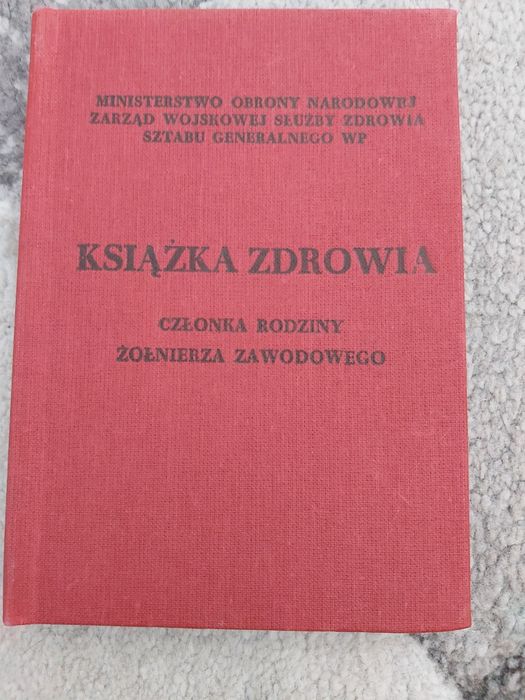 MINISTERSTWO OBRONY NARODOWEJ
ZARZĄD WOJSKOWEJ SŁUŻBY ZDROWIA
SZTABU GENERALNEGO WP
KSIĄŻKA ZDROWIA
CZŁONKA RODZINY
ŻOŁNIERZA ZAWODOWEGO